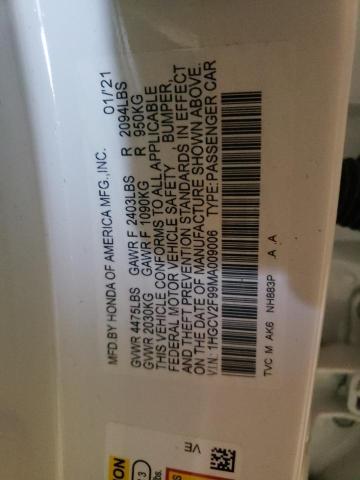 MFD.BY HONDA OF AMERICA MFG.,INC. 01/'21
GVWR 4475LBS GAWR F 2403LBS R 2094LBS
GVWR 2030KG GAWR F 1090KG R 950KG
THIS VEHICLE CONFORMS TO ALL APPLICABLE
FEDERAL MOTOR VEHICLE SAFETY , BUMPER,
AND THEFT PREVENTION STANDARDS IN EFFECT
ON THE DATE OF MANUFACTURE SHOWN ABOVE.
VIN:1HGCV2F99MA009006 TYPE:PASSENGER CAR
TVC M AK6 NH883P A A
VE